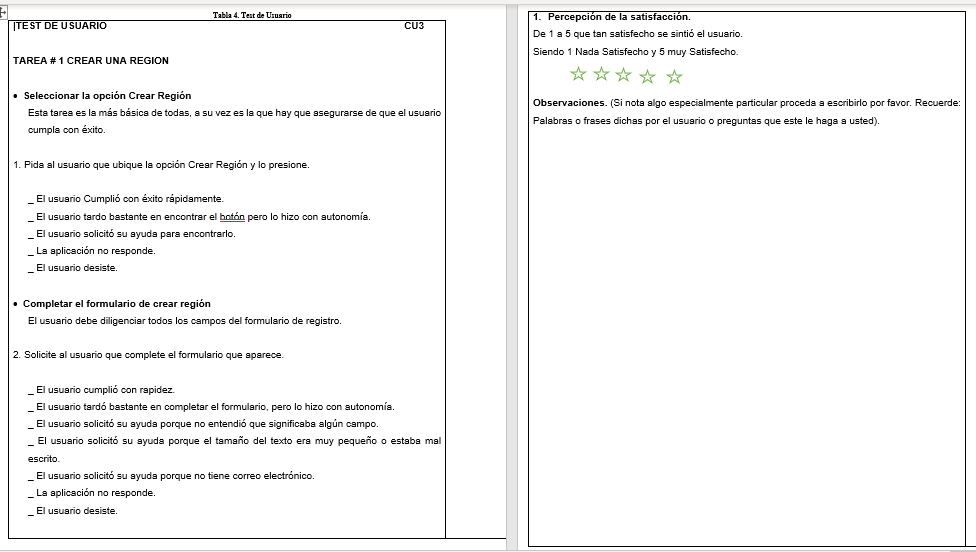 Tabla 4. Test de Usuario
TEST DE USUARIO CU3
TAREA # 1 CREAR UNA REGION
• Seleccionar la opción Crear Región
Esta tarea es la más básica de todas, a su vez es la que hay que asegurarse de que el usuario
cumpla con éxito.
1. Pida al usuario que ubique la opción Crear Región y lo presione.
_ El usuario Cumplió con éxito rápidamente.
_ El usuario tardo bastante en encontrar el botón pero lo hizo con autonomía.
_ El usuario solicitó su ayuda para encontrarlo.
_ La aplicación no responde.
_ El usuario desiste.
• Completar el formulario de crear región
El usuario debe diligenciar todos los campos del formulario de registro.
2. Solicite al usuario que complete el formulario que aparece.
_ El usuario cumplió con rapidez.
_ El usuario tardó bastante en completar el formulario, pero lo hizo con autonomía.
_ El usuario solicitó su ayuda porque no entendió que significaba algún campo.
_ El usuario solicitó su ayuda porque el tamaño del texto era muy pequeño o estaba mal
escrito.
_ El usuario solicitó su ayuda porque no tiene correo electrónico.
_ La aplicación no responde.
_ El usuario desiste.
1. Percepción de la satisfacción.
De 1 a 5 que tan satisfecho se sintió el usuario.
Siendo 1 Nada Satisfecho y 5 muy Satisfecho.
Observaciones. (Si nota algo especialmente particular proceda a escribirlo por favor. Recuerde:
Palabras o frases dichas por el usuario o preguntas que este le haga a usted).